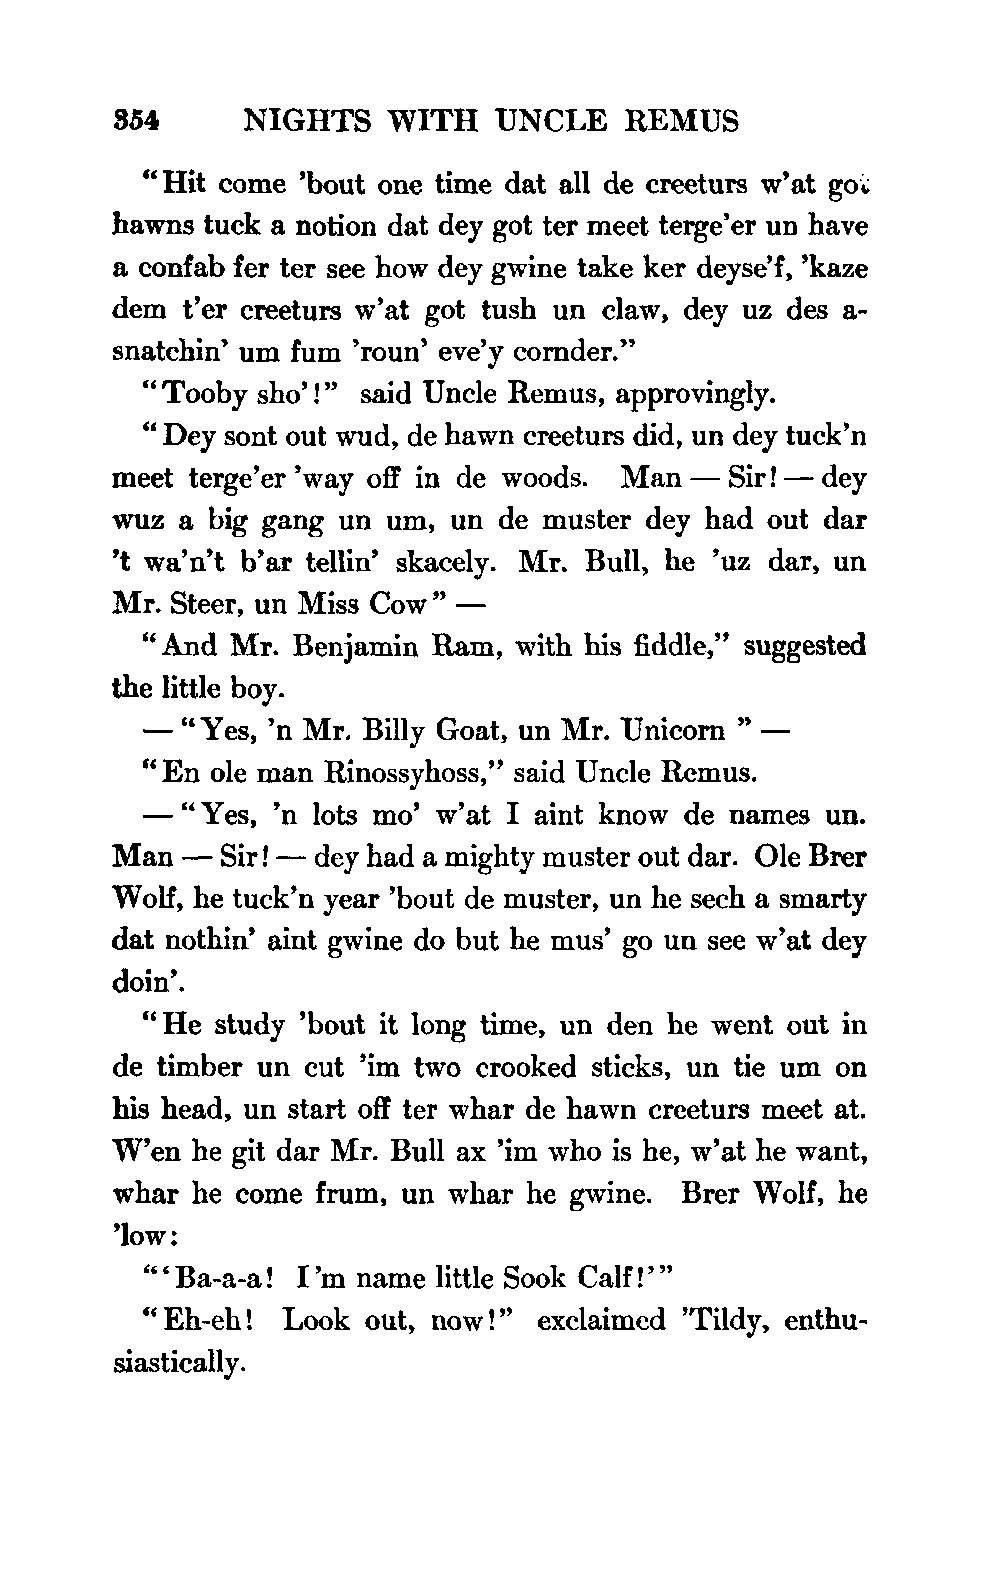 354 NIGHTS WITH UNCLE REMUS
“Hit come ’bout one time dat all de creeturs w’at got
hawns tuck a notion dat dey got ter meet terge’er un have
a confab fer ter see how dey gwine take ker deyse’f, ’kaze
dem t’er creeturs w’at got tush un claw, dey uz des a-
snatchin’ um fum ’roun’ eve’y cornder.”
“Tooby sho’!” said Uncle Remus, approvingly.
“Dey sont out wud, de hawn creeturs did, un dey tuck’n
meet terge’er ’way off in de woods. Man — Sir! — dey
wuz a big gang un um, un de muster dey had out dar
’t wa’n’t b’ar tellin’ skacely. Mr. Bull, he ’uz dar, un
Mr. Steer, un Miss Cow” —
“And Mr. Benjamin Ram, with his fiddle,” suggested
the little boy.
— “Yes, ’n Mr. Billy Goat, un Mr. Unicorn” —
“En ole man Rinossyhoss,” said Uncle Remus.
— “Yes, ’n lots mo’ w’at I aint know de names un.
Man — Sir! — dey had a mighty muster out dar. Ole Brer
Wolf, he tuck’n year ’bout de muster, un he sech a smarty
dat nothin’ aint gwine do but he mus’ go un see w’at dey
doin’.
“He study ’bout it long time, un den he went out in
de timber un cut ’im two crooked sticks, un tie um on
his head, un start off ter whar de hawn creeturs meet at.
W’en he git dar Mr. Bull ax ’im who is he, w’at he want,
whar he come frum, un whar he gwine. Brer Wolf, he
’low:
“‘Ba-a-a! I’m name little Sook Calf!’”
“Eh-eh! Look out, now!” exclaimed ’Tildy, enthu-
siastically.